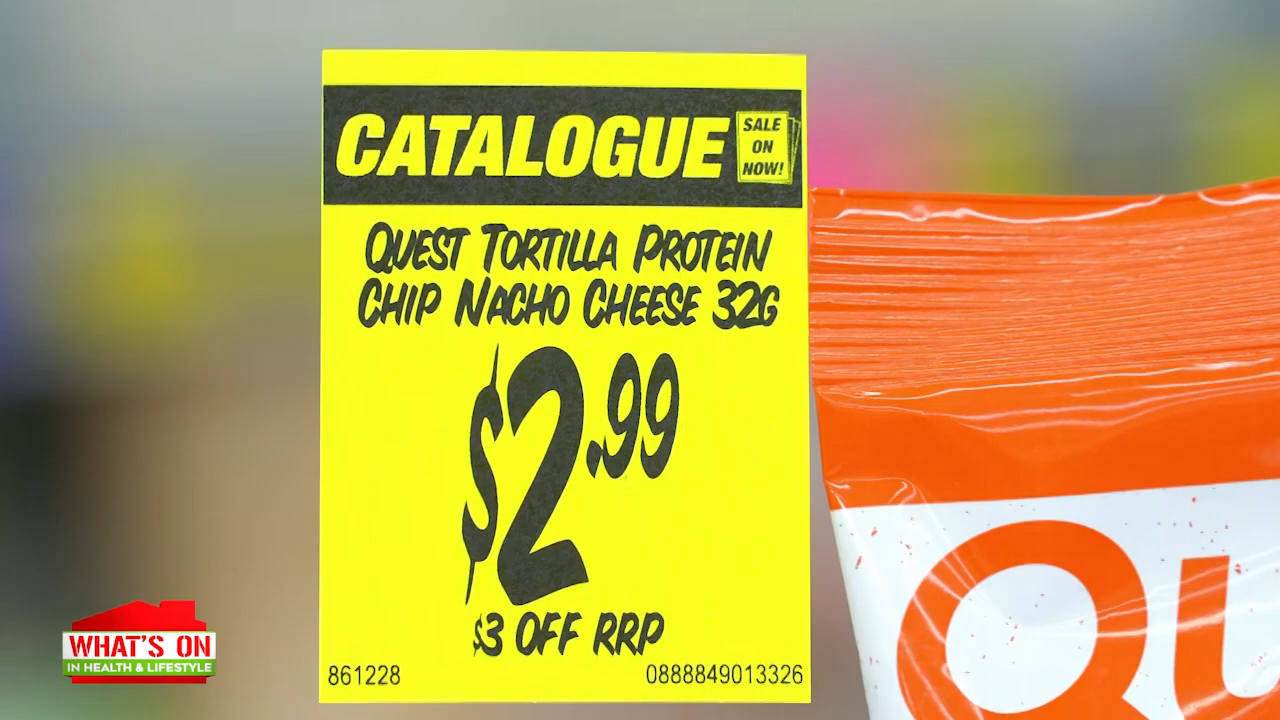 CATALOGUE
SALE
ON
NOW!
QUEST TORTILLA PROTEIN
CHIP NACHO CHEESE 32G
$2.99
$3 OFF RRP
861228
0888849013326
QU
WHAT'S ON
IN HEALTH & LIFESTYLE